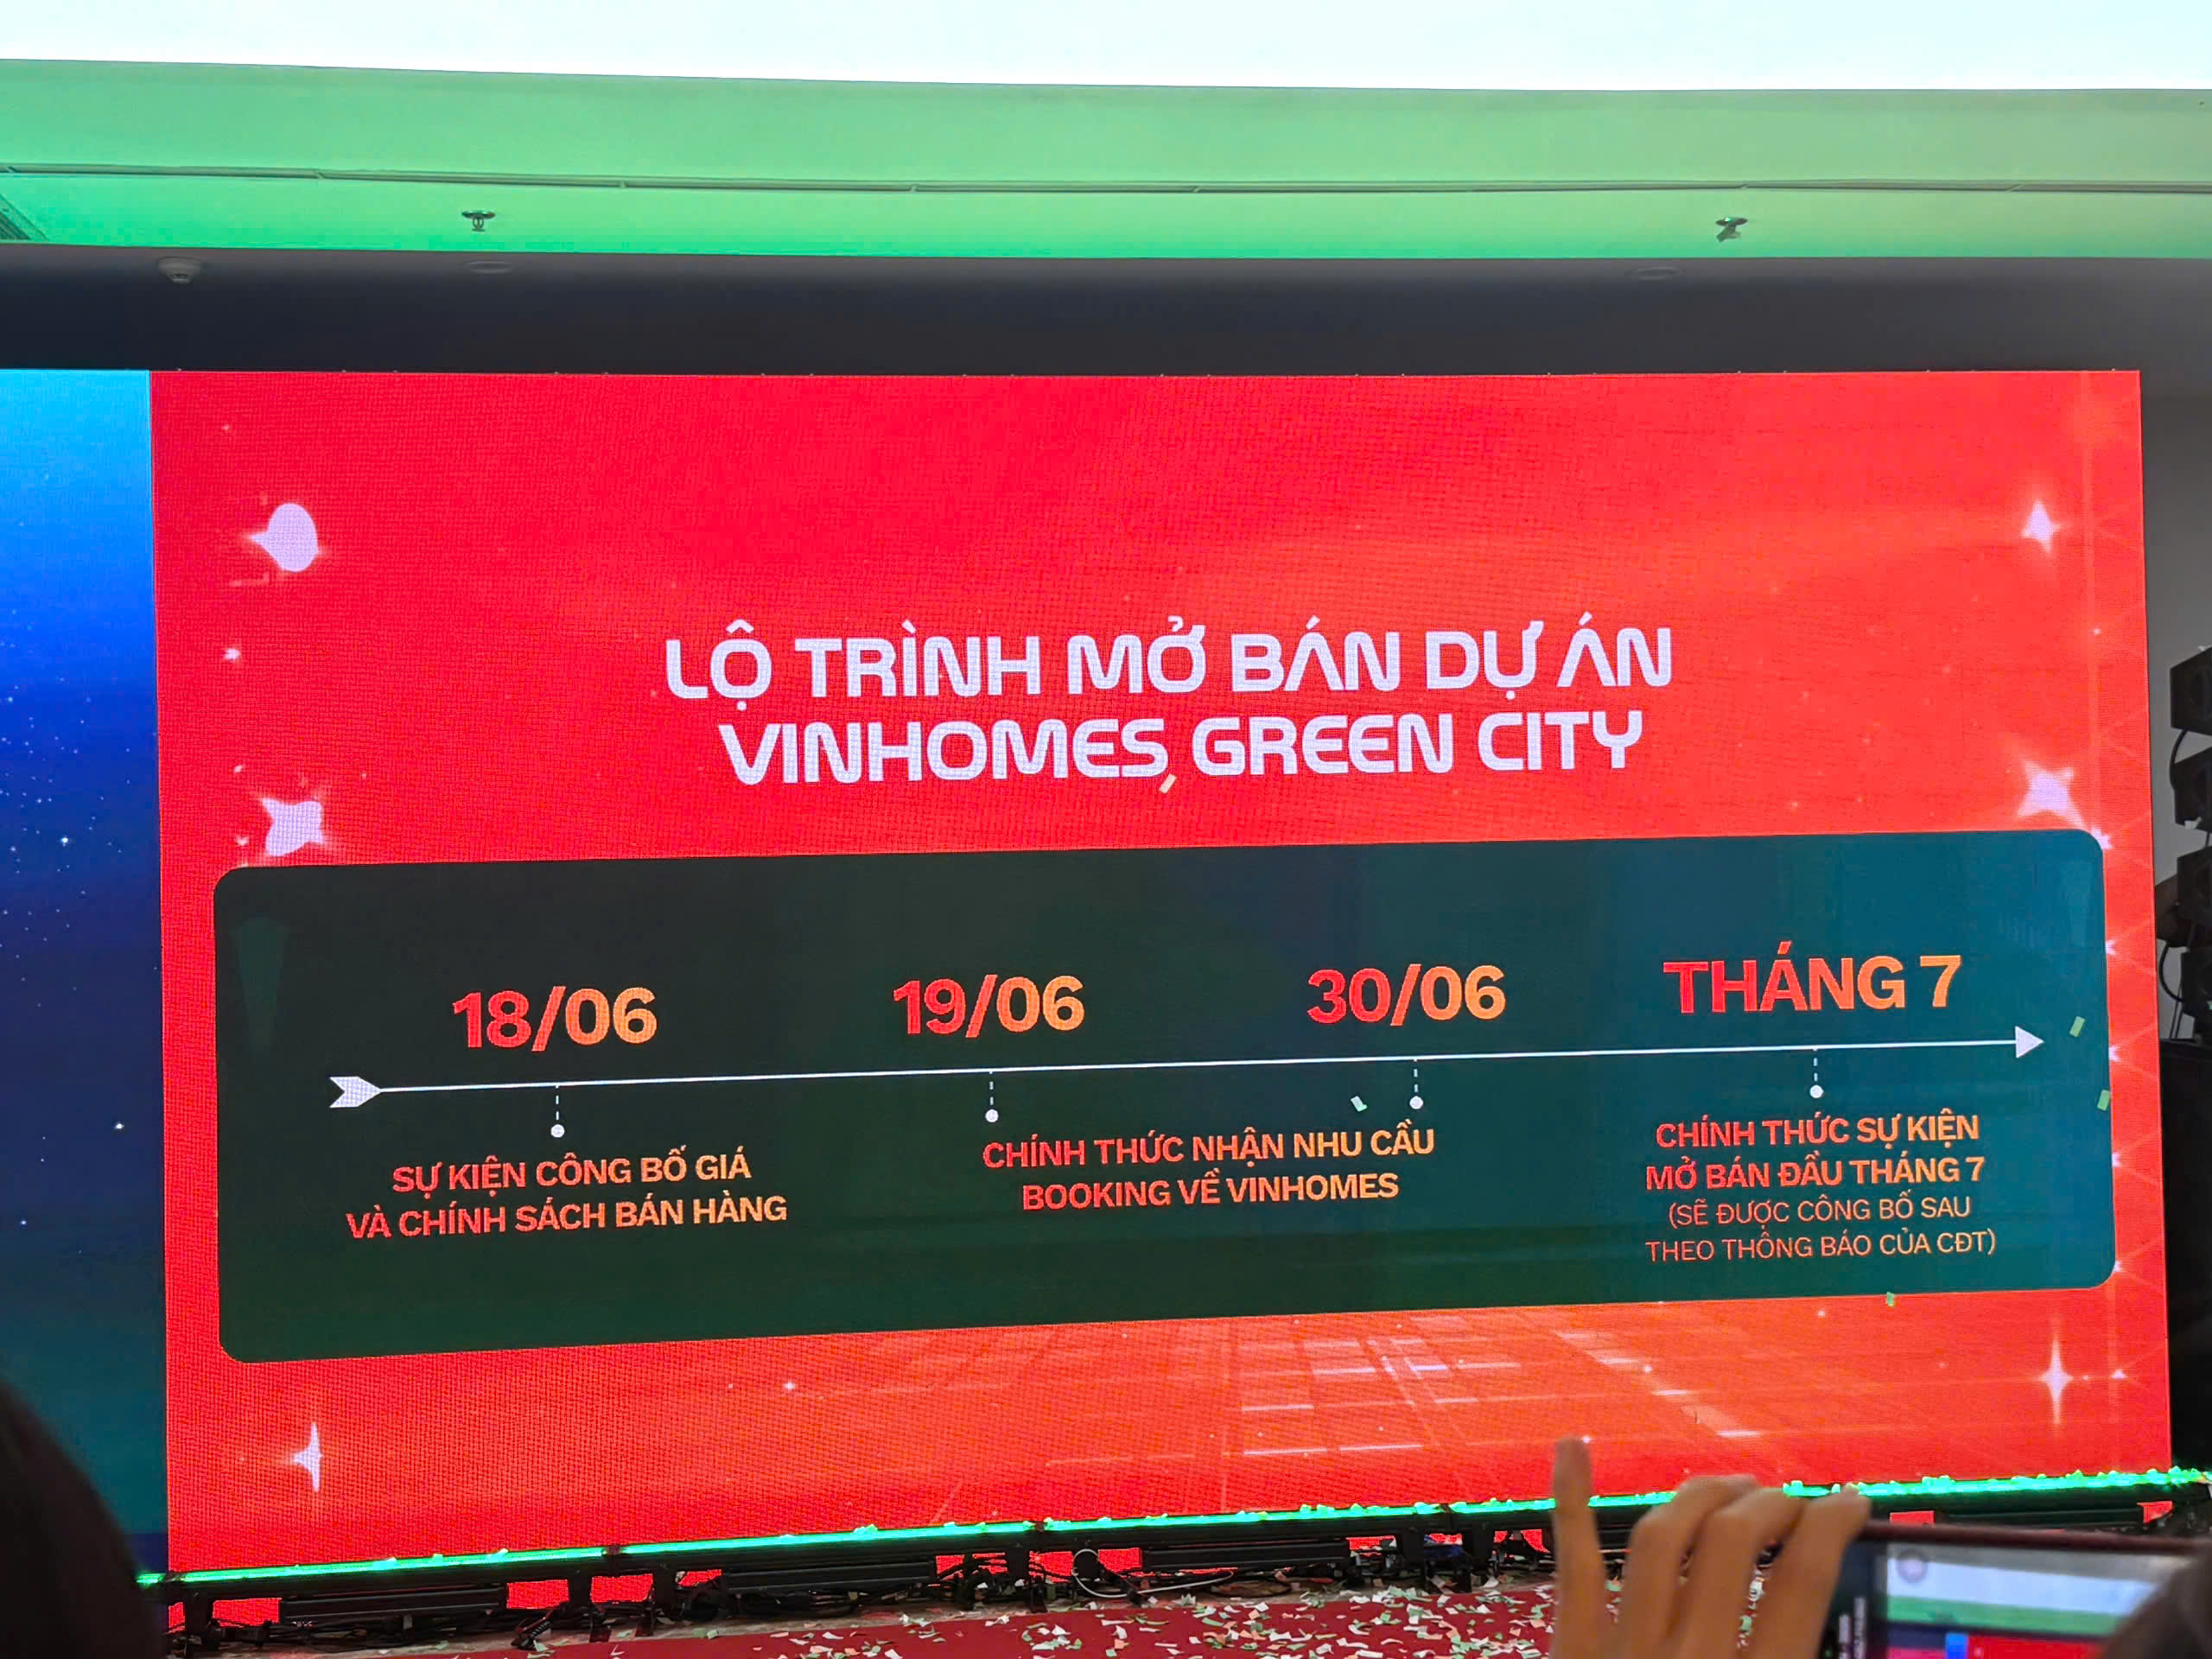 LỘ TRÌNH MỞ BÁN DỰ ÁN
VINHOMES GREEN CITY
18/06
19/06
30/06
THÁNG 7
SỰ KIỆN CÔNG BỐ GIÁ
VÀ CHÍNH SÁCH BÁN HÀNG
CHÍNH THỨC NHẬN NHU CẦU
BOOKING VỀ VINHOMES
CHÍNH THỨC SỰ KIỆN
MỞ BÁN ĐẦU THÁNG 7
(SẼ ĐƯỢC CÔNG BỐ SAU
THEO THÔNG BÁO CỦA CĐT)